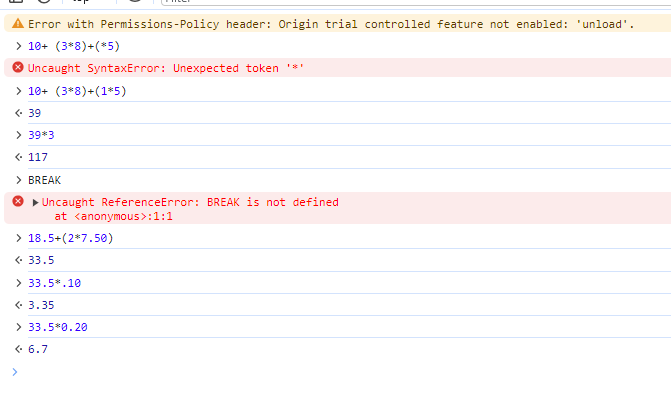 Error with Permissions-Policy header: Origin trial controlled feature not enabled: 'unload'.
> 10+ (3*8)+(*5)
Uncaught SyntaxError: Unexpected token '*'
> 10+ (3*8)+(1*5)
39
> 39*3
117
> BREAK
Uncaught ReferenceError: BREAK is not defined
at <anonymous>:1:1
> 18.5+(2*7.50)
33.5
> 33.5*.10
3.35
> 33.5*0.20
6.7
>